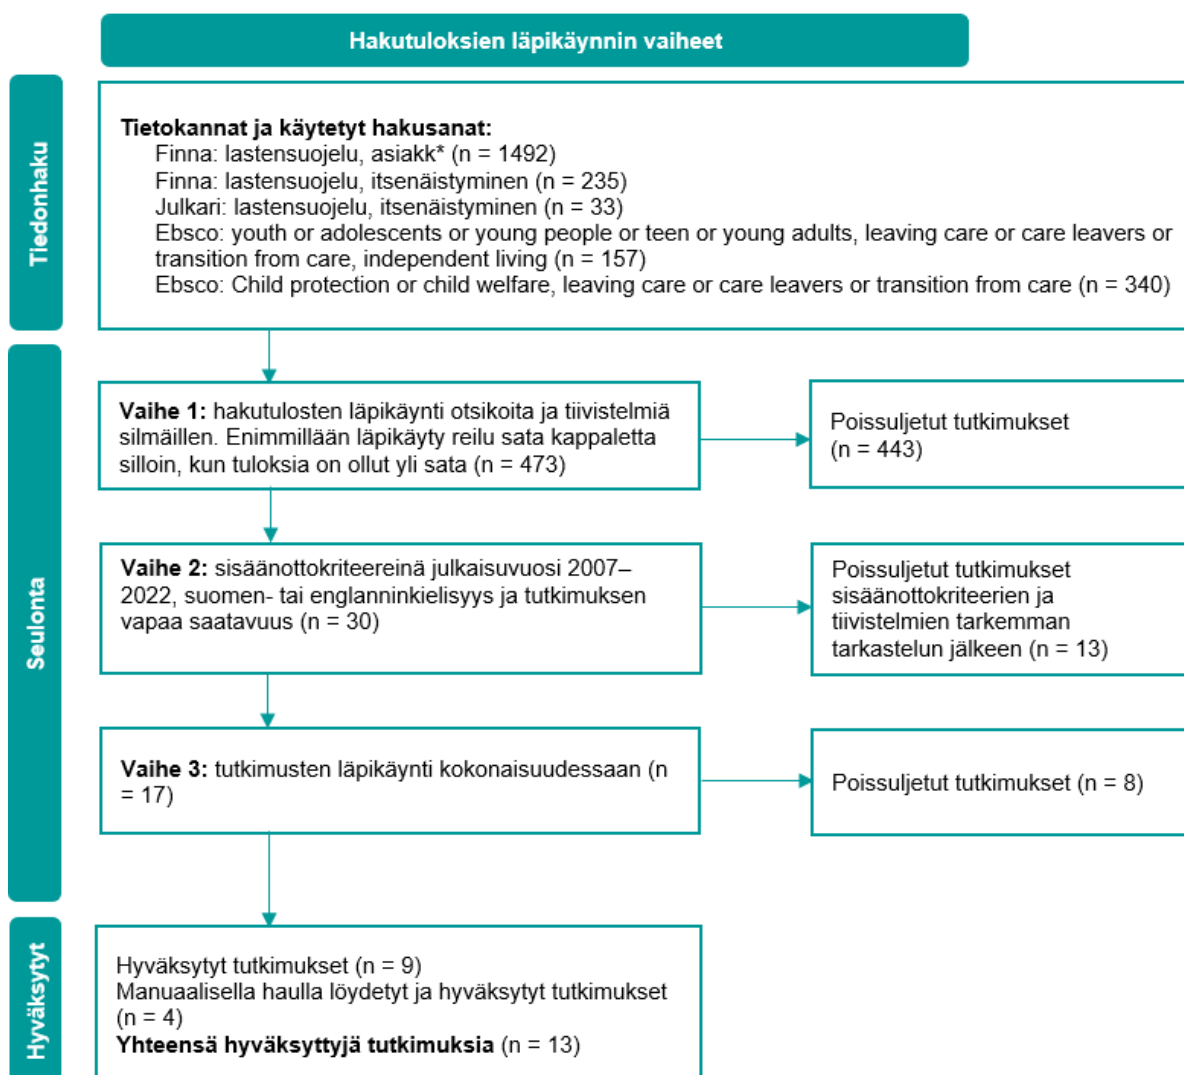 Hakutuloksien läpikäynnin vaiheet
Tiedonhaku
Tietokannat ja käytetyt hakusanat:
Finna: lastensuojelu, asiakk* (n = 1492)
Finna: lastensuojelu, itsenäistyminen (n = 235)
Julkari: lastensuojelu, itsenäistyminen (n = 33)
Ebsco: youth or adolescents or young people or teen or young adults, leaving care or care leavers or
transition from care, independent living (n = 157)
Ebsco: Child protection or child welfare, leaving care or care leavers or transition from care (n = 340)
Seulonta
Vaihe 1: hakutulosten läpikäynti otsikoita ja tiivistelmiä
silmäillen. Enimmillään läpikäyty reilu sata kappaletta
silloin, kun tuloksia on ollut yli sata (n = 473)
Poissuljetut tutkimukset
(n = 443)
Vaihe 2: sisäänottokriteereinä julkaisuvuosi 2007–
2022, suomen- tai englanninkielisyys ja tutkimuksen
vapaa saatavuus (n = 30)
Poissuljetut tutkimukset
sisäänottokriteerien ja
tiivistelmien tarkemman
tarkastelun jälkeen (n = 13)
Vaihe 3: tutkimusten läpikäynti kokonaisuudessaan (n
= 17)
Poissuljetut tutkimukset (n = 8)
Hyväksytyt
Hyväksytyt tutkimukset (n = 9)
Manuaalisella haulla löydetyt ja hyväksytyt tutkimukset
(n = 4)
Yhteensä hyväksyttyjä tutkimuksia (n = 13)